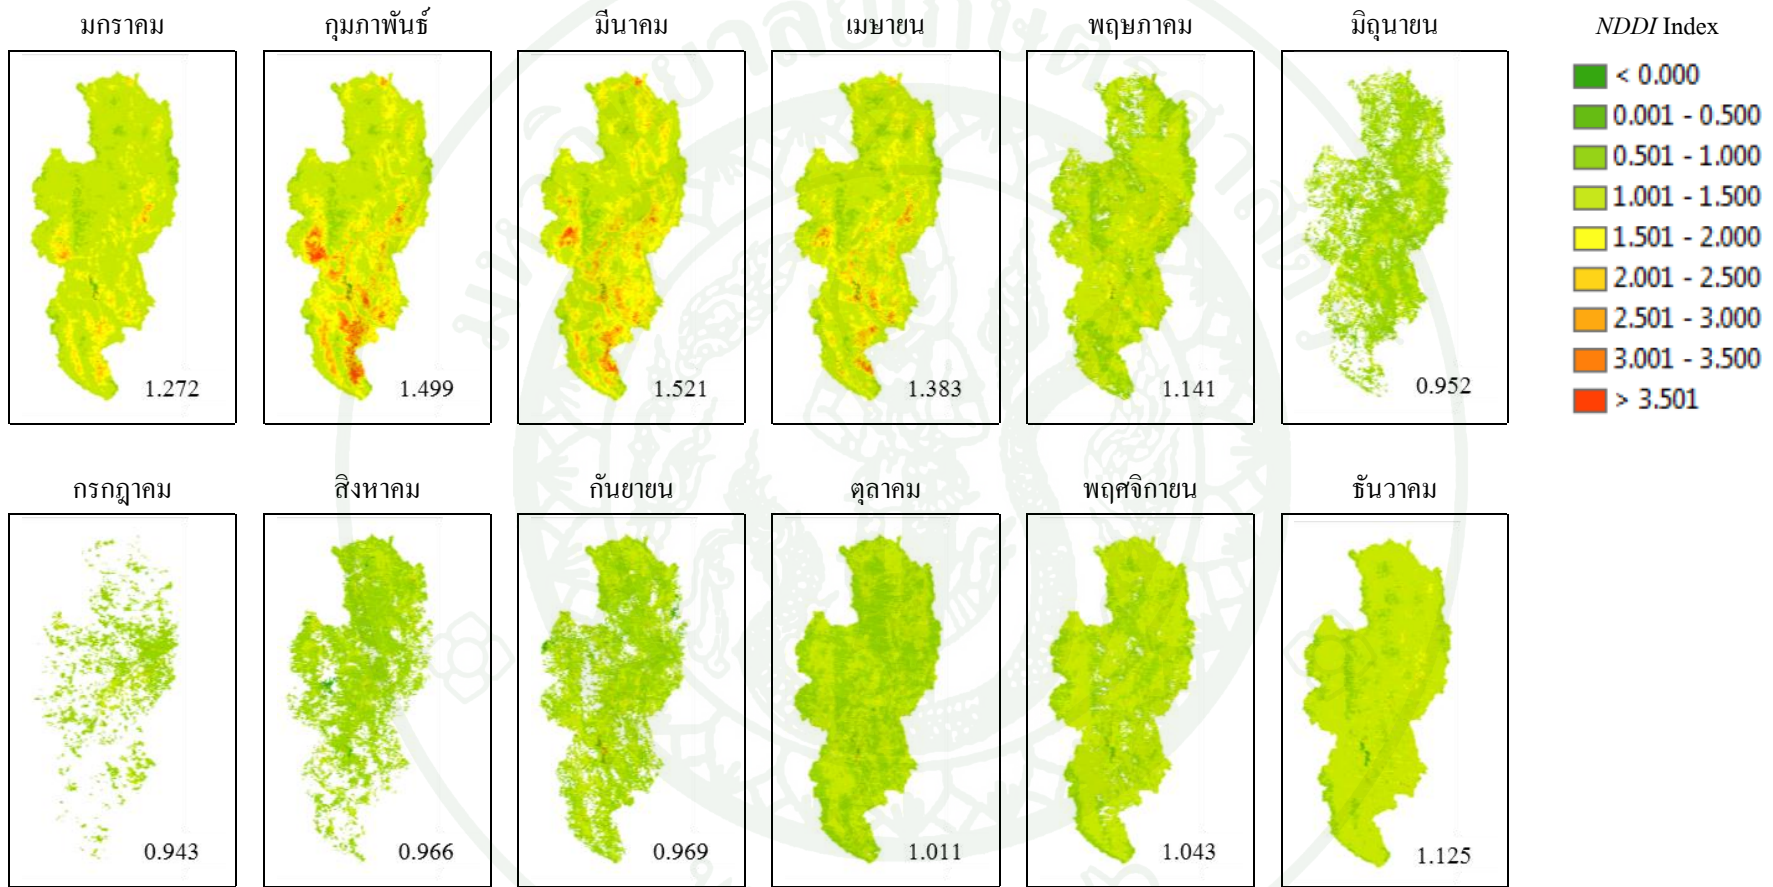 มกราคม
กุมภาพันธ์
มีนาคม
เมษายน
พฤษภาคม
มิถุนายน
NDDI Index
< 0.000
0.001 - 0.500
0.501 - 1.000
1.001 - 1.500
1.501 - 2.000
2.001 - 2.500
2.501 - 3.000
3.001 - 3.500
> 3.501
1.272
1.499
1.521
1.383
1.141
0.952
กรกฎาคม
สิงหาคม
กันยายน
ตุลาคม
พฤศจิกายน
ธันวาคม
0.943
0.966
0.969
1.011
1.043
1.125